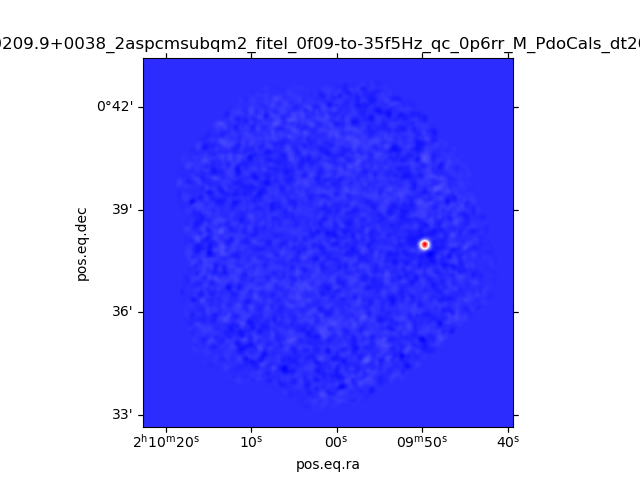 0209.9+0038_2aspcmsubqm2_fitel_0f09-to-35f5Hz_qc_0p6rr_M_PdoCals_dt20
0°42'
39'
36'
33'
2ʰ10ᵐ20ˢ 10ˢ 00ˢ 09ᵐ50ˢ 40ˢ
pos.eq.ra
pos.eq.dec